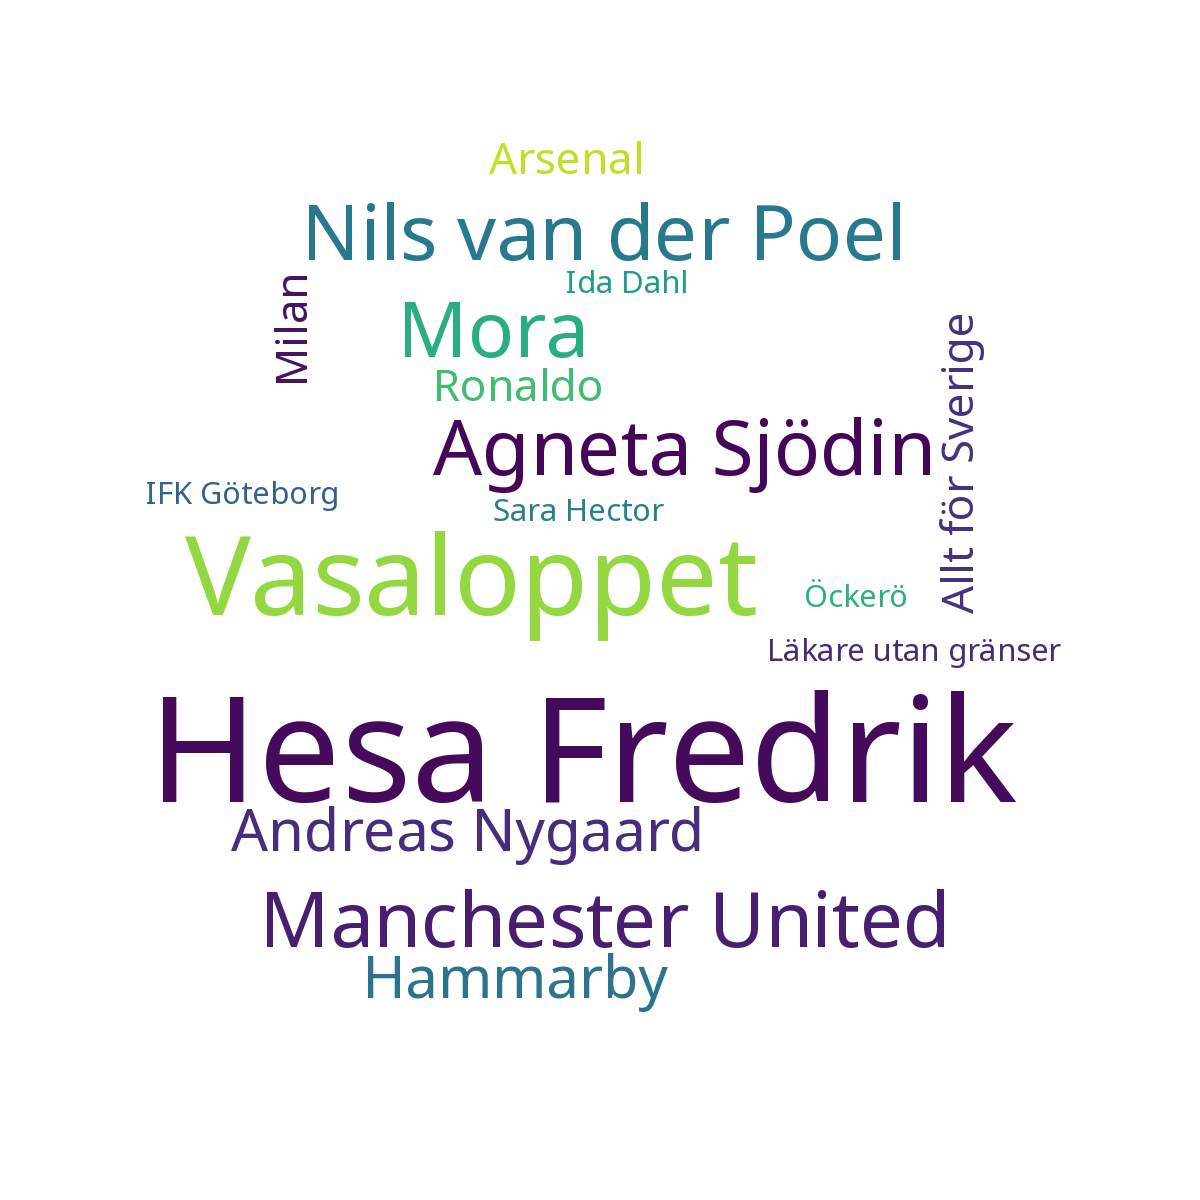 Arsenal
Nils van der Poel
Ida Dahl
Milan
Mora
Allt för Sverige
Ronaldo
Agneta Sjödin
IFK Göteborg
Sara Hector
Vasaloppet
Öckerö
Läkare utan gränser
Hesa Fredrik
Andreas Nygaard
Manchester United
Hammarby